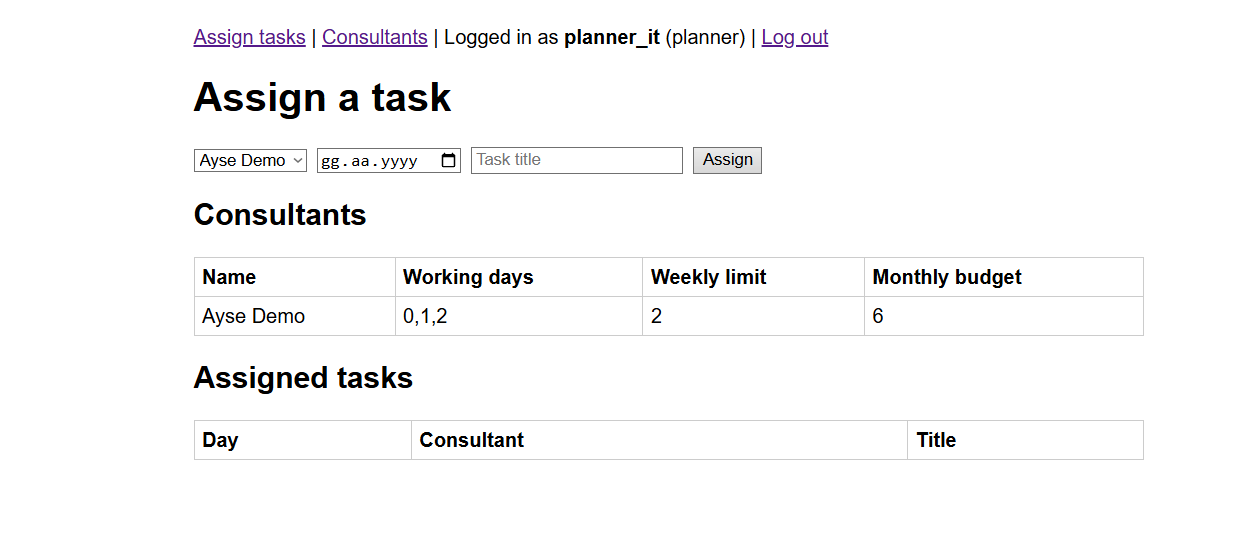 Assign tasks | Consultants | Logged in as planner_it (planner) | Log out
Assign a task
Ayse Demo gg.aa.yyyy Task title Assign
Consultants
Name Working days Weekly limit Monthly budget
Ayse Demo 0,1,2 2 6
Assigned tasks
Day Consultant Title